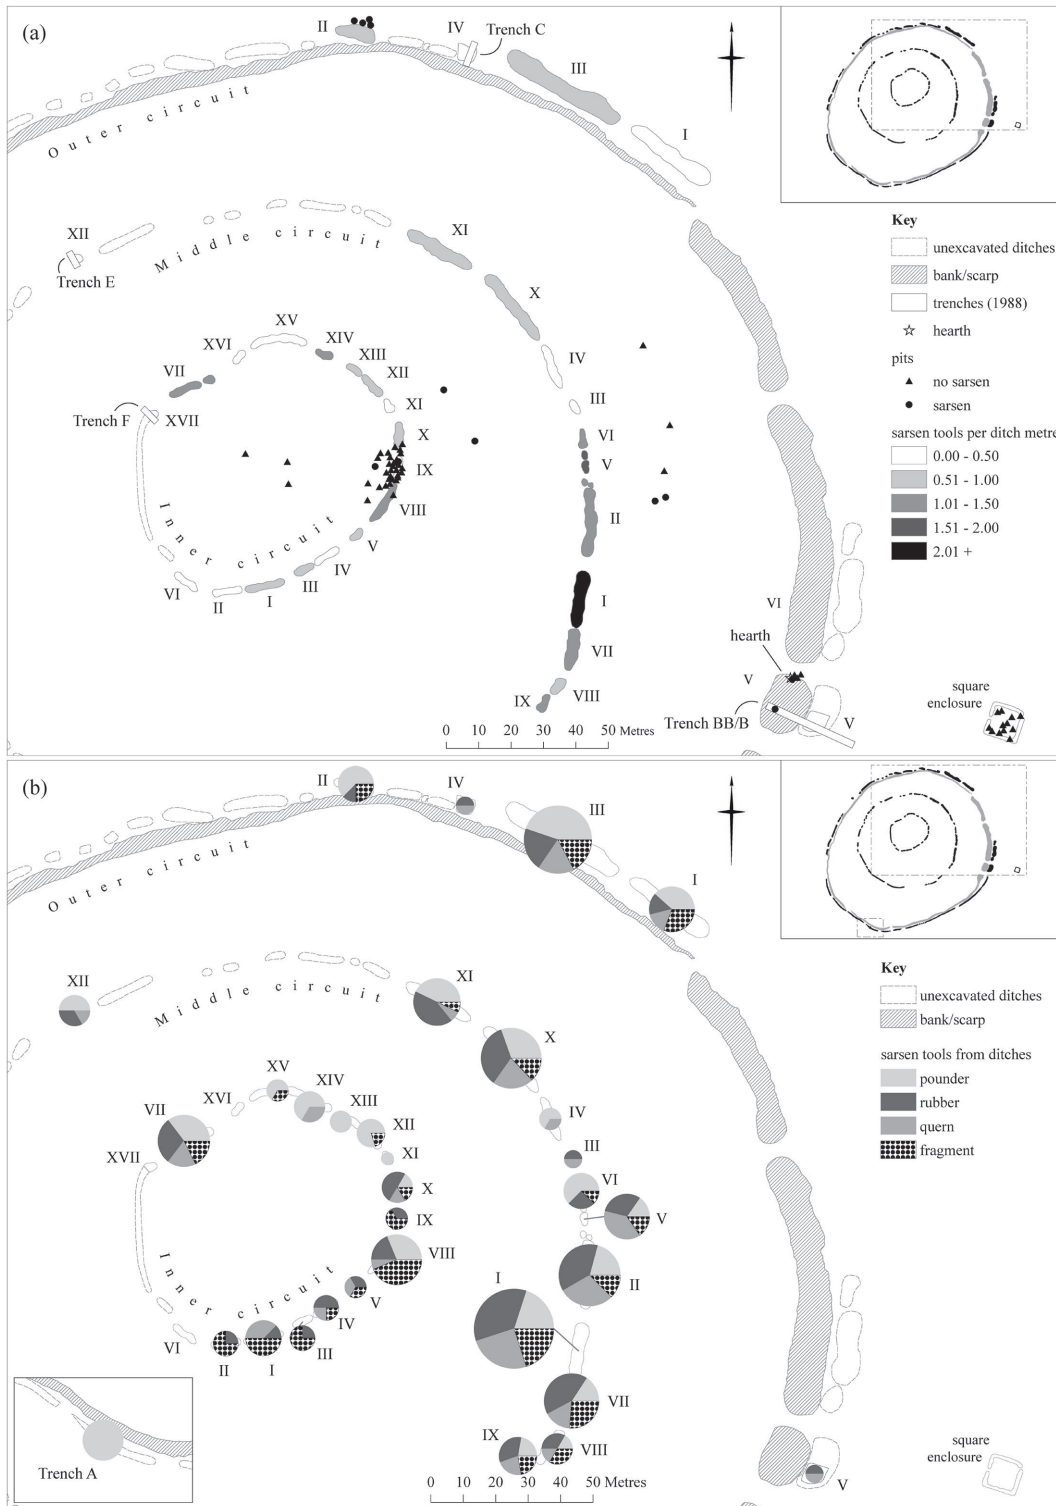 (a)
II
IV
Trench C
III
I
Outer circuit
XII
Trench E
Middle circuit
XI
X
IV
III
VI
V
II
I
VII
VIII
IX
XV
XVI
XIV
XIII
XII
VII
XI
Trench F
XVII
X
IX
VIII
Inner circuit
V
IV
III
I
II
VI
VI
hearth
V
Trench BB/B
V
square
enclosure
0 10 20 30 40 50 Metres
Key
unexcavated ditches
bank/scarp
trenches (1988)
hearth
pits
no sarsen
sarsen
sarsen tools per ditch metre
0.00 - 0.50
0.51 - 1.00
1.01 - 1.50
1.51 - 2.00
2.01 +
(b)
II
IV
III
I
Outer circuit
XII
Middle circuit
XI
X
IV
III
VI
V
II
I
VII
IX
VIII
XV
XIV
XVI
XIII
VII
XII
XI
XVII
X
IX
VIII
Inner circuit
V
IV
III
I
II
VI
Trench A
V
square
enclosure
0 10 20 30 40 50 Metres
Key
unexcavated ditches
bank/scarp
sarsen tools from ditches
pounder
rubber
quern
fragment